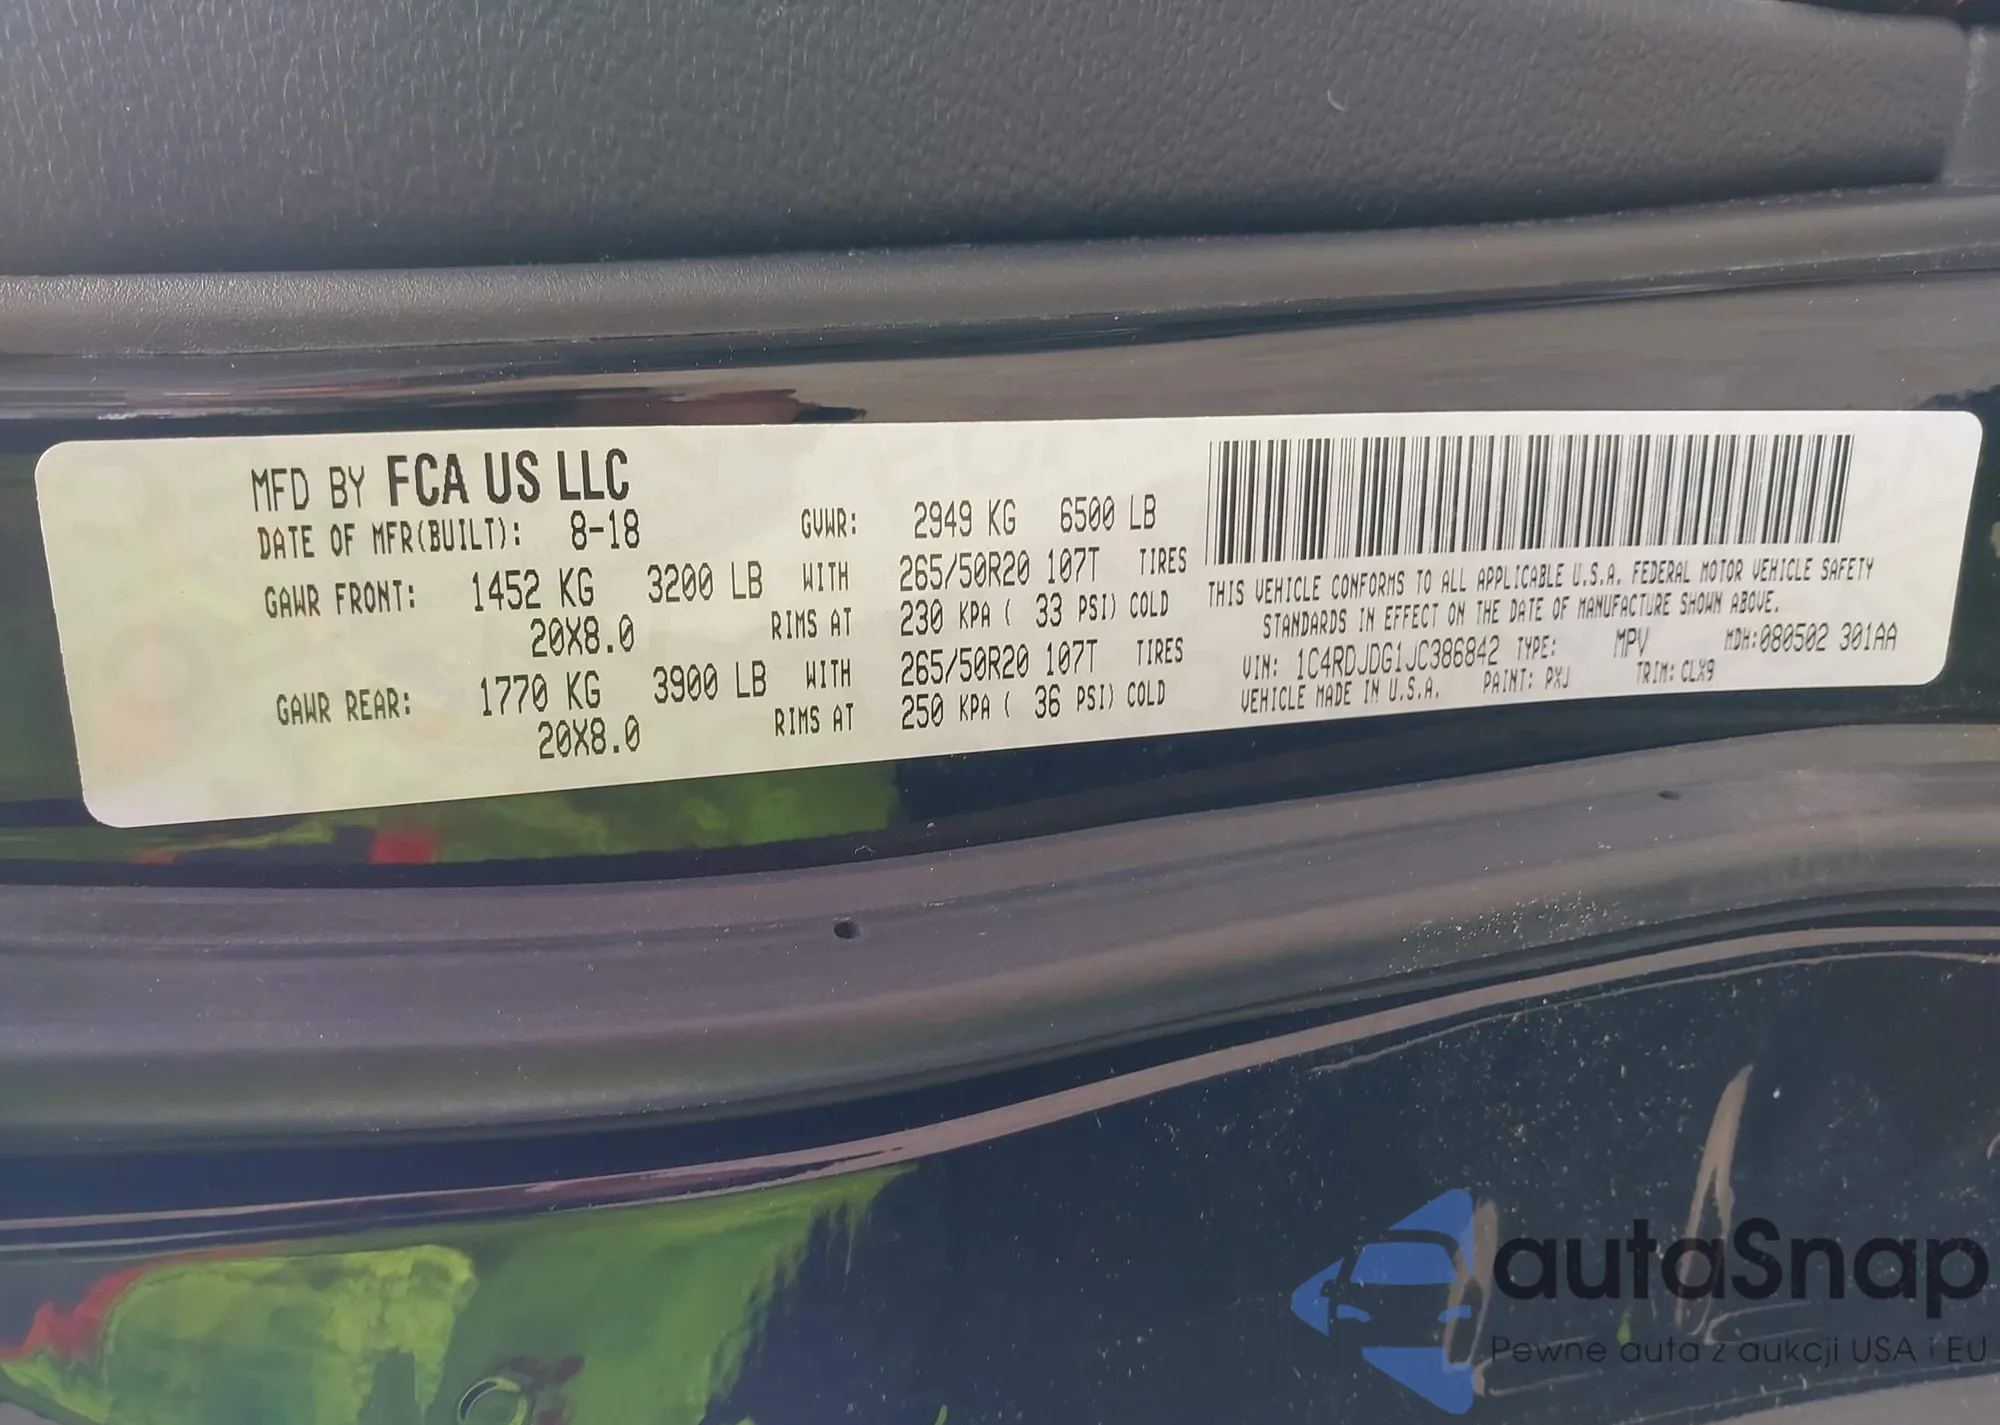 MFD BY FCA US LLC
DATE OF MFR(BUILT): 8-18 GVWR: 2949 KG 6500 LB
GAWR FRONT: 1452 KG 3200 LB WITH 265/50R20 107T TIRES
20X8.0 RIMS AT 230 KPA ( 33 PSI) COLD
GAWR REAR: 1770 KG 3900 LB WITH 265/50R20 107T TIRES
20X8.0 RIMS AT 250 KPA ( 36 PSI) COLD
THIS VEHICLE CONFORMS TO ALL APPLICABLE U.S.A. FEDERAL MOTOR VEHICLE SAFETY
STANDARDS IN EFFECT ON THE DATE OF MANUFACTURE SHOWN ABOVE.
VIN: 1C4RDJDG1JC386842 TYPE: MPV MDH:080502 301AA
VEHICLE MADE IN U.S.A. PAINT: PXJ TRIM: CLX9
autaSnap
Pewne auta z aukcji USA i EU